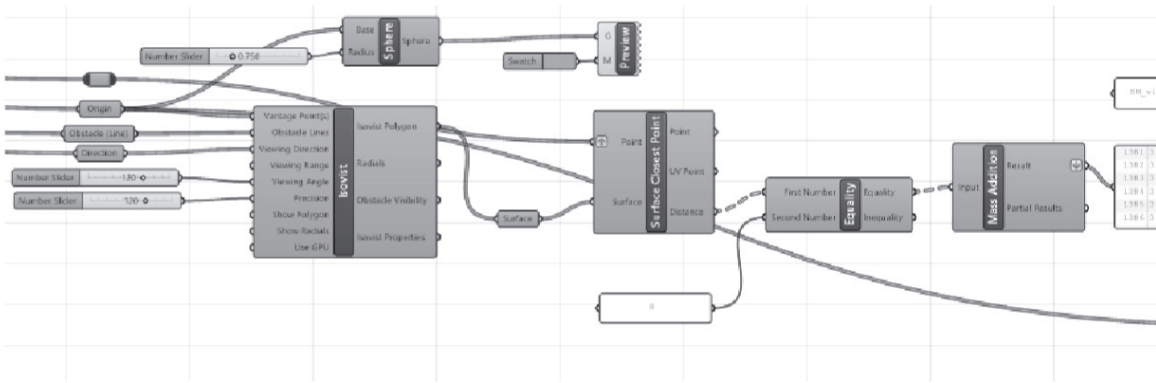 Base
Radius
Sphere
Sphere
Number Slider
0.750
G
M
Preview
Swatch
Origin
Obstacle (Line)
Direction
Number Slider
120
Number Slider
120
Vantage Point(s)
Obstacle Lines
Viewing Direction
Viewing Range
Viewing Angle
Precision
Show Polygon
Show Radials
Use GPU
Isovist
Isovist Polygon
Radials
Obstacle Visibility
Isovist Properties
Surface
Point
Surface
Surface Closest Point
Point
UV Point
Distance
First Number
Second Number
Equality
Equality
Inequality
Input
Mass Addition
Result
Partial Results